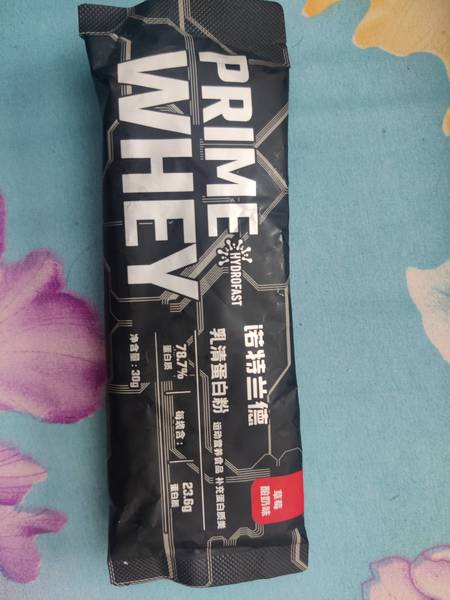 PRIME
WHEY
HYDROFAST
诺特兰德
乳清蛋白粉
运动营养食品 补充蛋白质类
78.7%
蛋白质
每袋含：
23.6g
蛋白质
净含量：30g
草莓
酸奶味